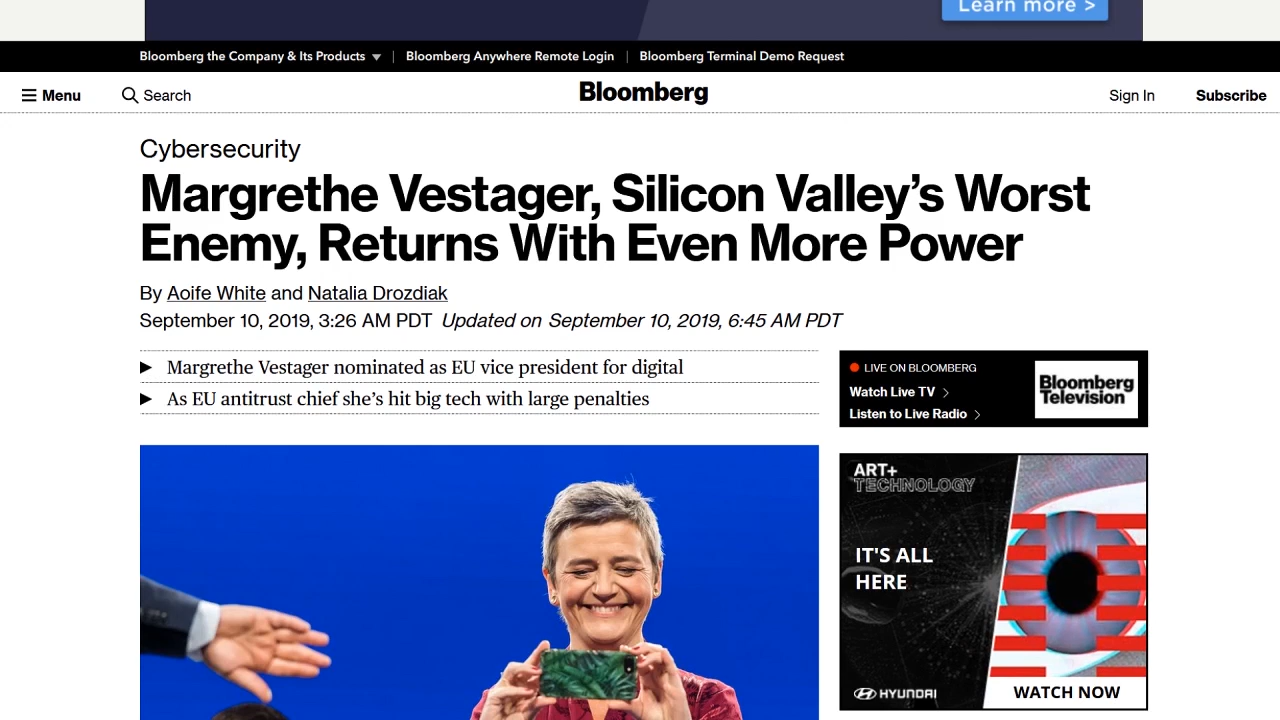 Learn more >
Bloomberg the Company & Its Products ▼ | Bloomberg Anywhere Remote Login | Bloomberg Terminal Demo Request
Menu
Search
Bloomberg
Sign In
Subscribe
Cybersecurity
Margrethe Vestager, Silicon Valley’s Worst
Enemy, Returns With Even More Power
By Aoife White and Natalia Drozdiak
September 10, 2019, 3:26 AM PDT Updated on September 10, 2019, 6:45 AM PDT
► Margrethe Vestager nominated as EU vice president for digital
► As EU antitrust chief she’s hit big tech with large penalties
LIVE ON BLOOMBERG
Watch Live TV >
Listen to Live Radio >
Bloomberg
Television
ART+
TECHNOLOGY
IT'S ALL
HERE
HYUNDAI
WATCH NOW